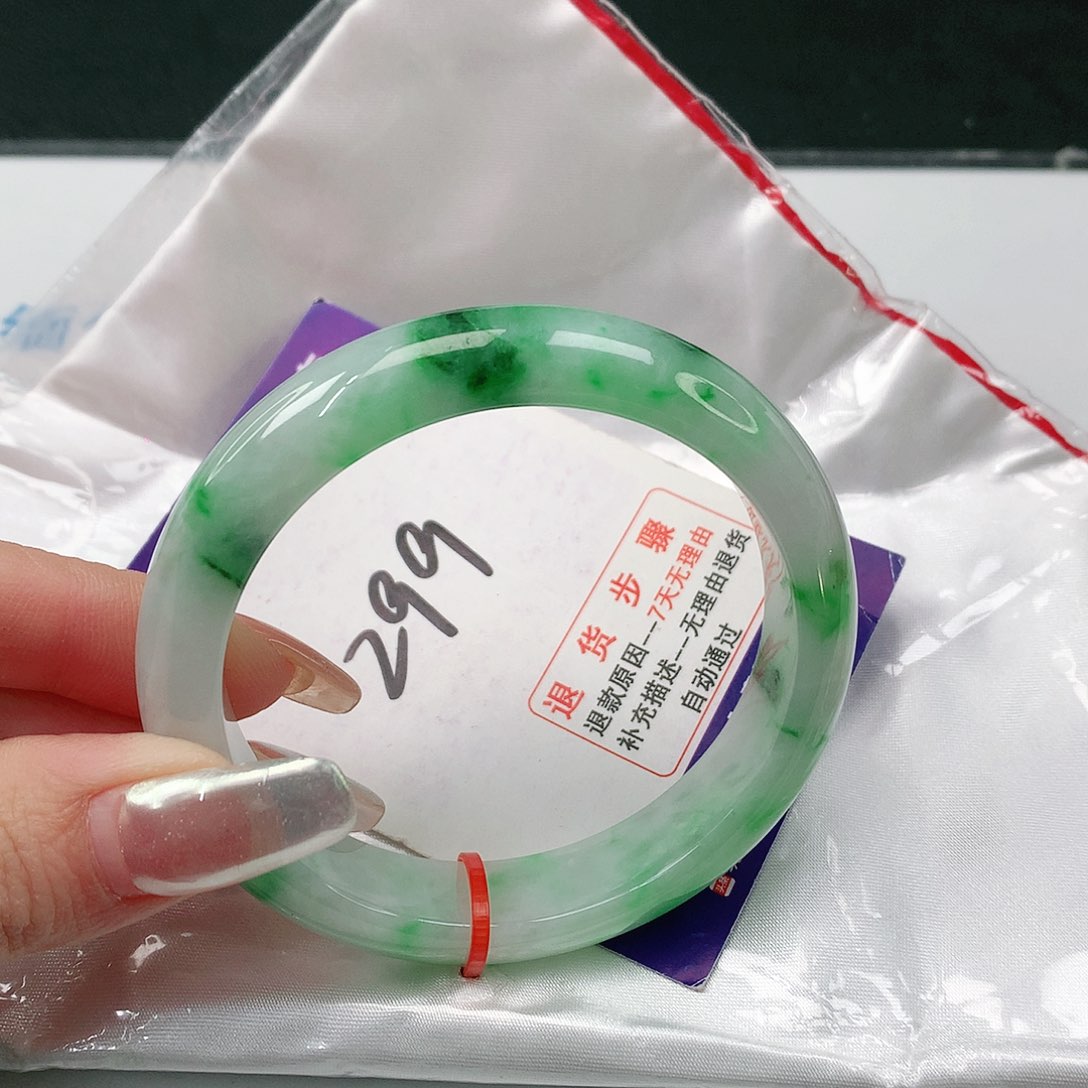 299
退货步骤
退款原因---7天无理由
补充描述---无理由退货
自动通过